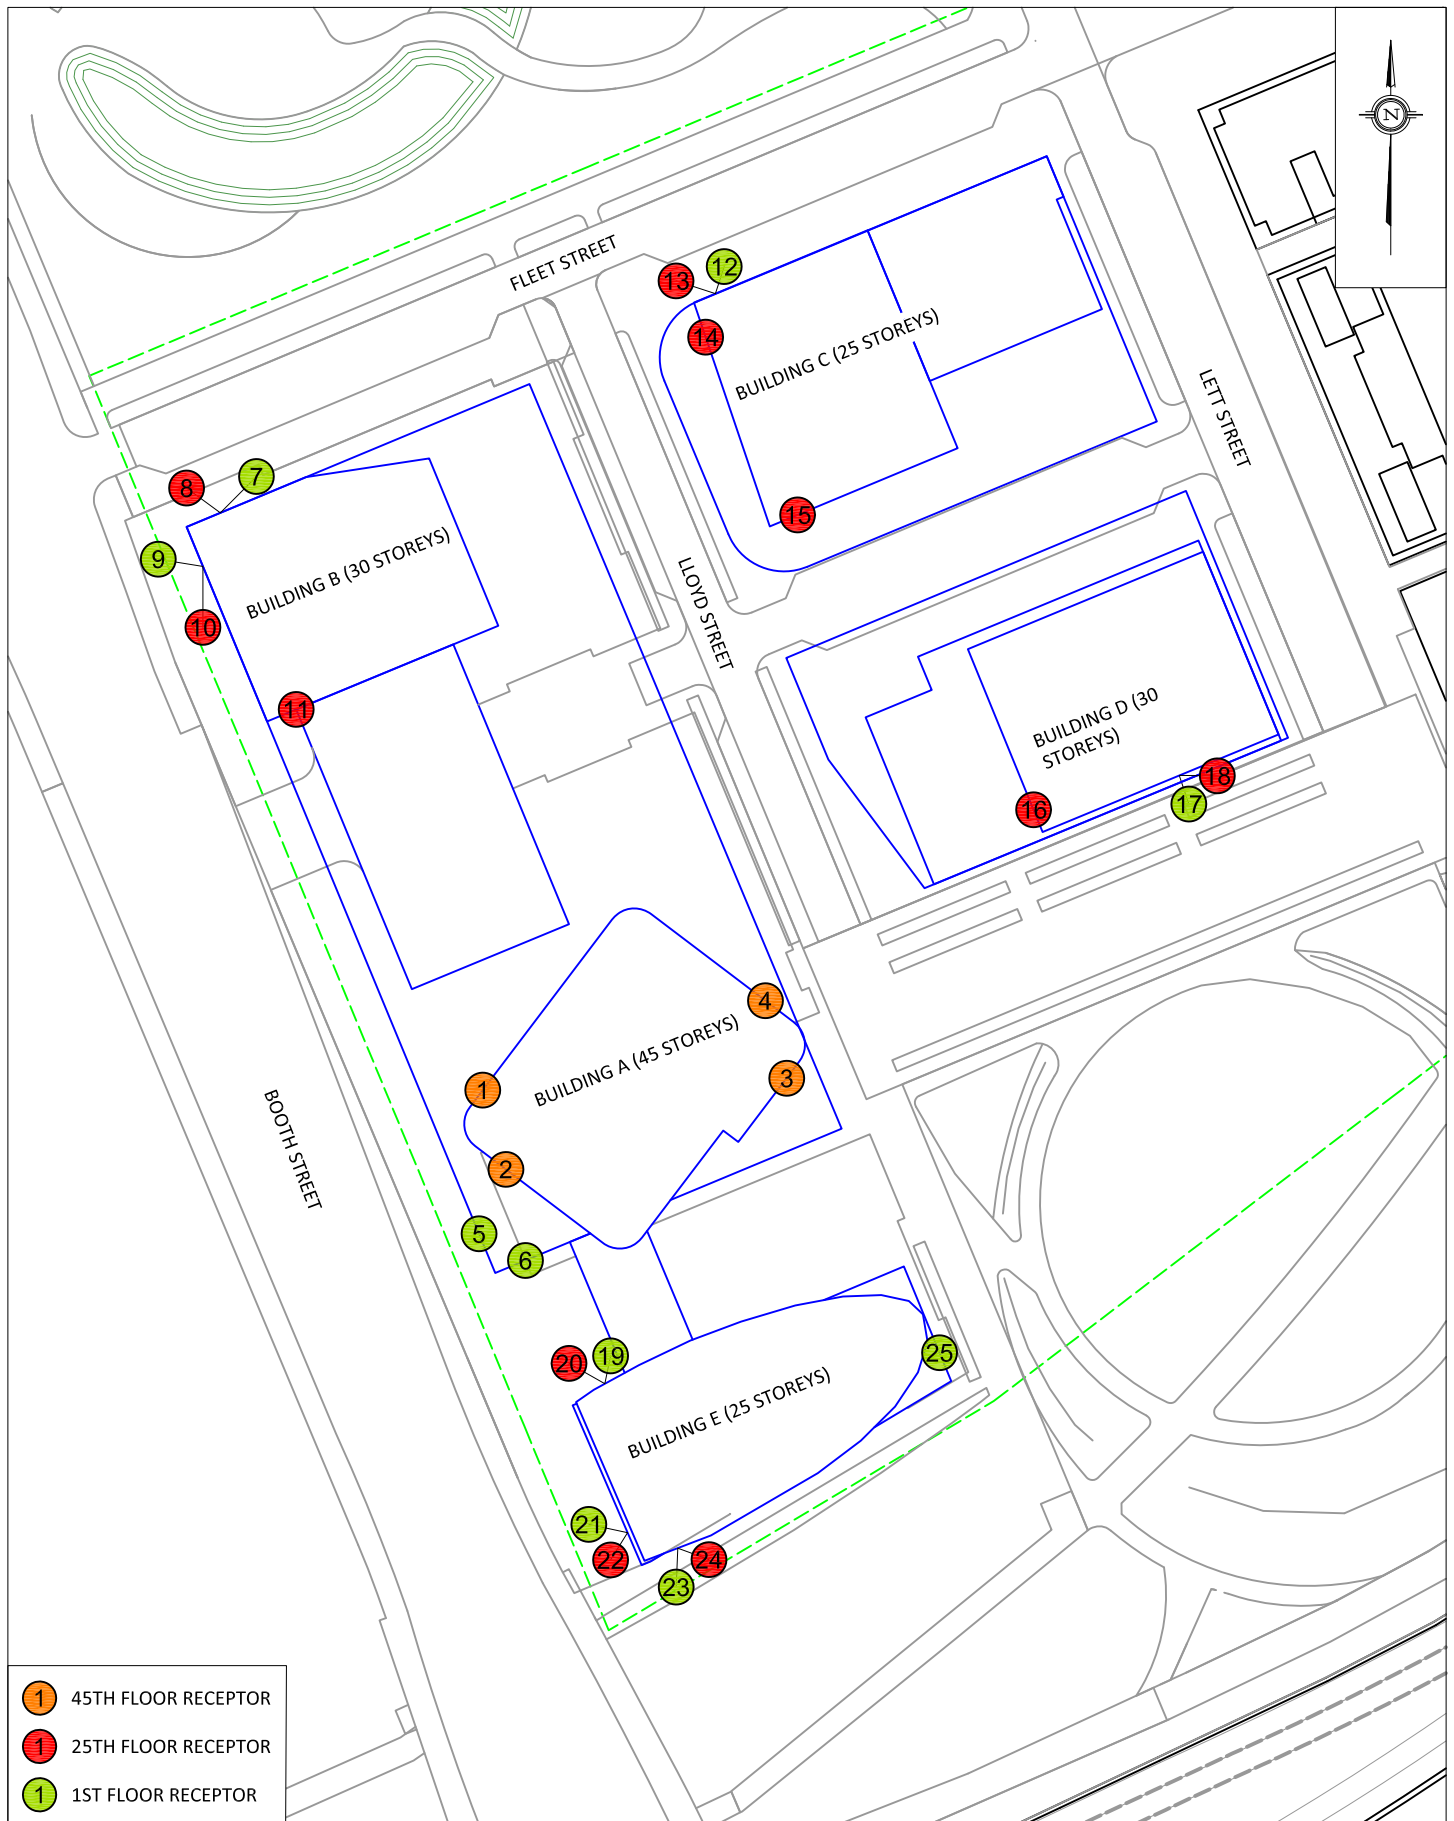 N
FLEET STREET
12
13
14
BUILDING C (25 STOREYS)
LETT STREET
7
8
9
10
BUILDING B (30 STOREYS)
15
LLOYD STREET
11
BUILDING D (30
STOREYS)
16
18
17
4
BUILDING A (45 STOREYS)
3
1
2
BOOTH STREET
5
6
20
19
25
BUILDING E (25 STOREYS)
21
22
24
23
1 45TH FLOOR RECEPTOR
1 25TH FLOOR RECEPTOR
1 1ST FLOOR RECEPTOR